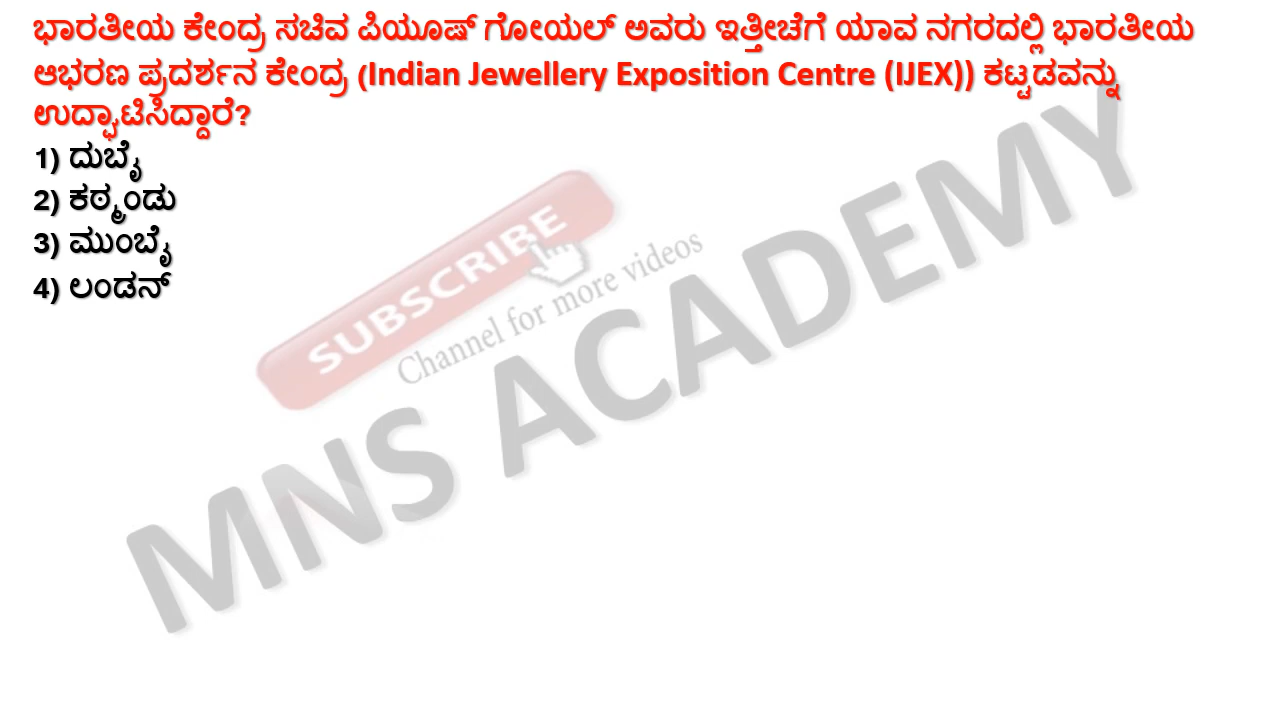 ಭಾರತೀಯ ಕೇಂದ್ರ ಸಚಿವ ಪಿಯೂಷ್ ಗೋಯಲ್ ಅವರು ಇತ್ತೀಚೆಗೆ ಯಾವ ನಗರದಲ್ಲಿ ಭಾರತೀಯ
ಆಭರಣ ಪ್ರದರ್ಶನ ಕೇಂದ್ರ (Indian Jewellery Exposition Centre (IJEX)) ಕಟ್ಟಡವನ್ನು
ಉದ್ಘಾಟಿಸಿದ್ದಾರೆ?
1) ದುಬೈ
2) ಕಠ್ಮಂಡು
3) ಮುಂಬೈ
4) ಲಂಡನ್
SUBSCRIBE
Channel for more videos
MNS ACADEMY